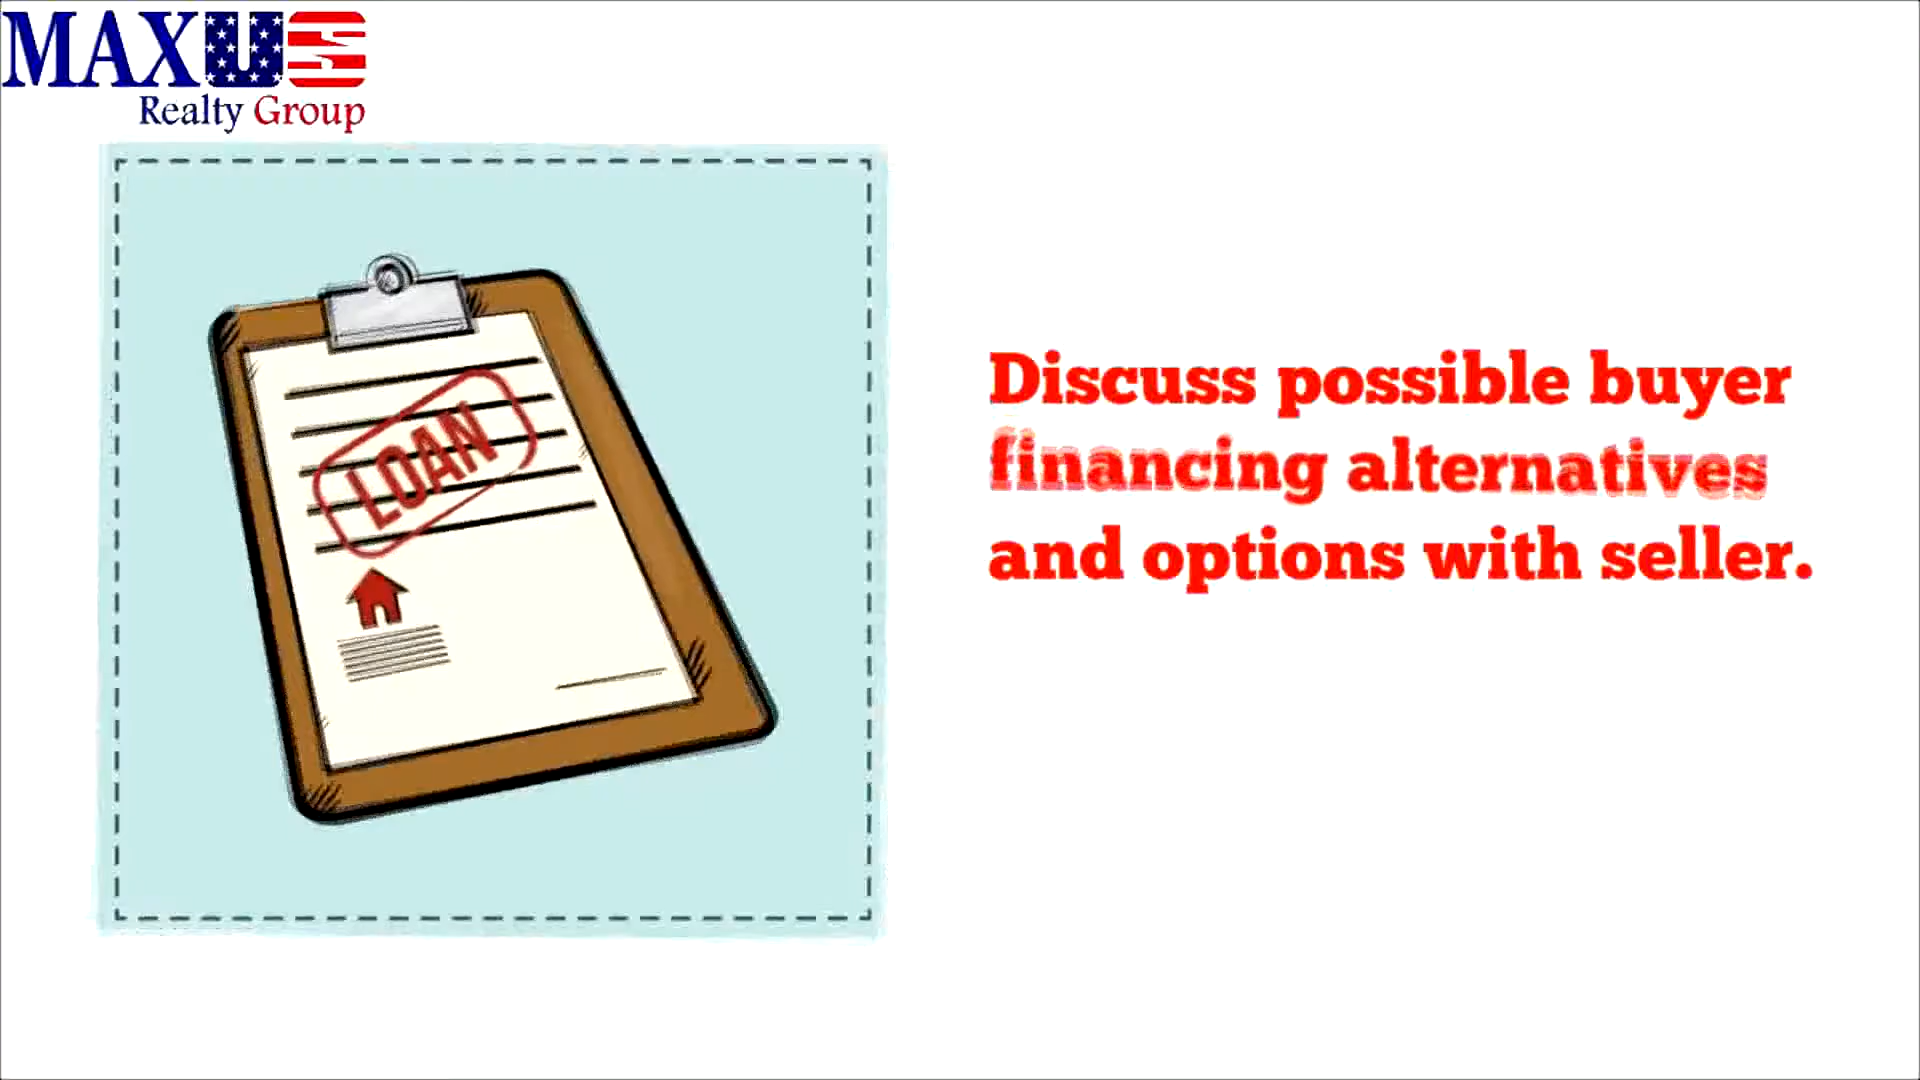 MAXUS
Realty Group
LOAN
Discuss possible buyer
financing alternatives
and options with seller.